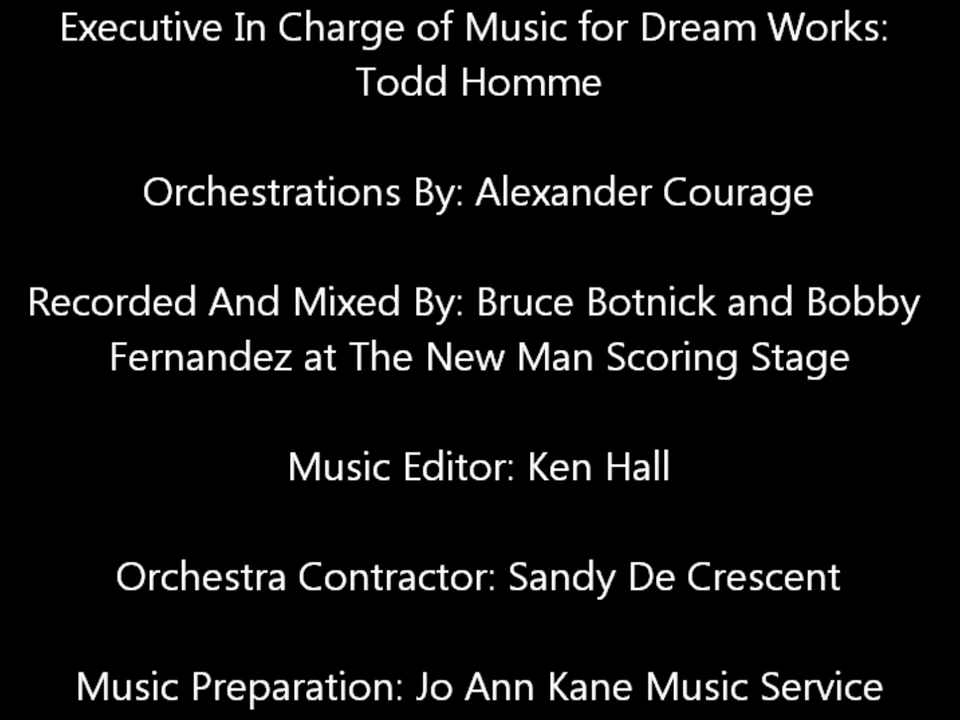 Executive In Charge of Music for Dream Works:
Todd Homme
Orchestrations By: Alexander Courage
Recorded And Mixed By: Bruce Botnick and Bobby
Fernandez at The New Man Scoring Stage
Music Editor: Ken Hall
Orchestra Contractor: Sandy De Crescent
Music Preparation: Jo Ann Kane Music Service